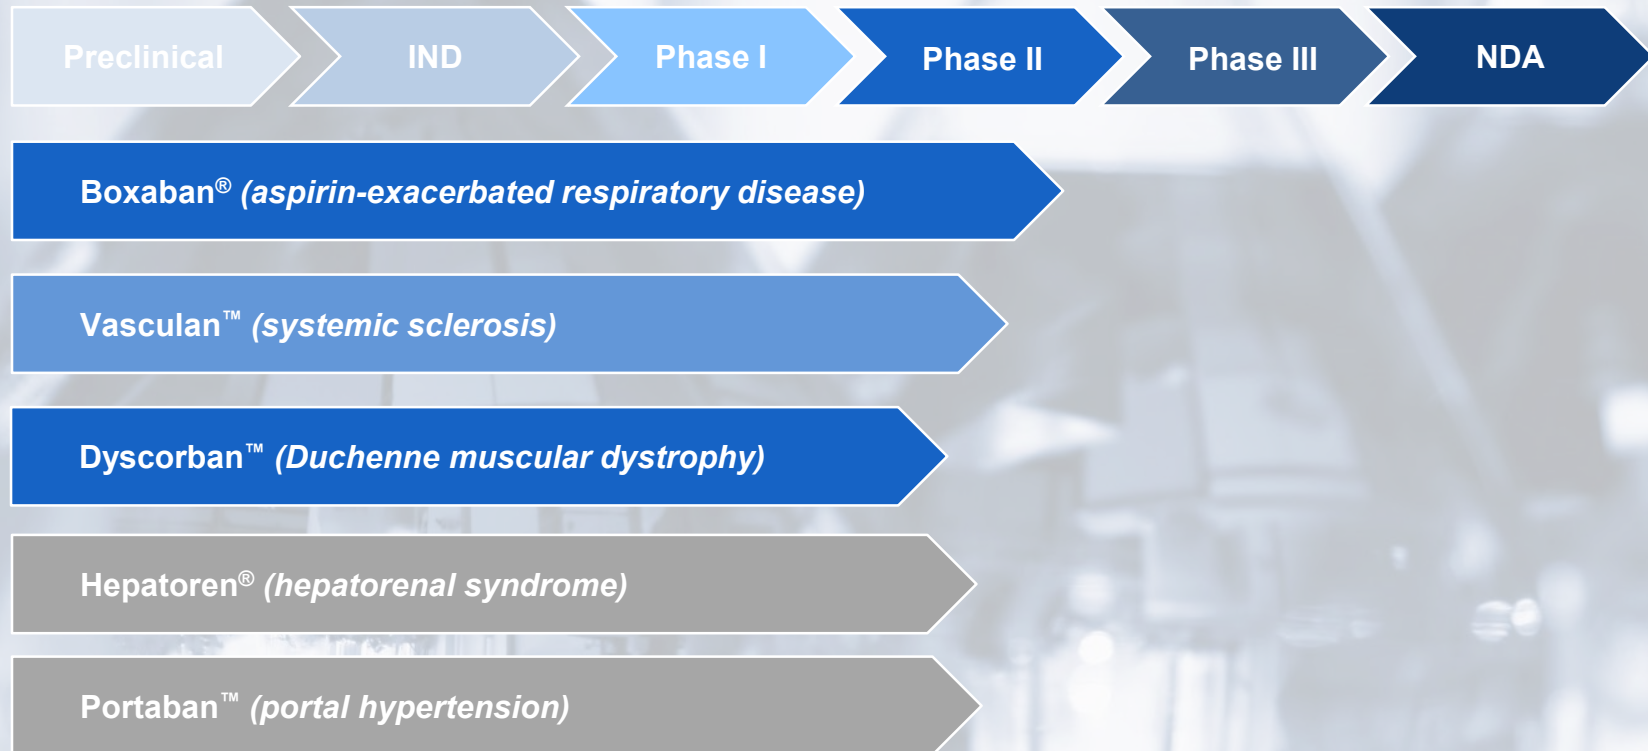 Preclinical
IND
Phase I
Phase II
Phase III
NDA
Boxaban® (aspirin-exacerbated respiratory disease)
Vasculan™ (systemic sclerosis)
Dyscorban™ (Duchenne muscular dystrophy)
Hepatoren® (hepatorenal syndrome)
Portaban™ (portal hypertension)